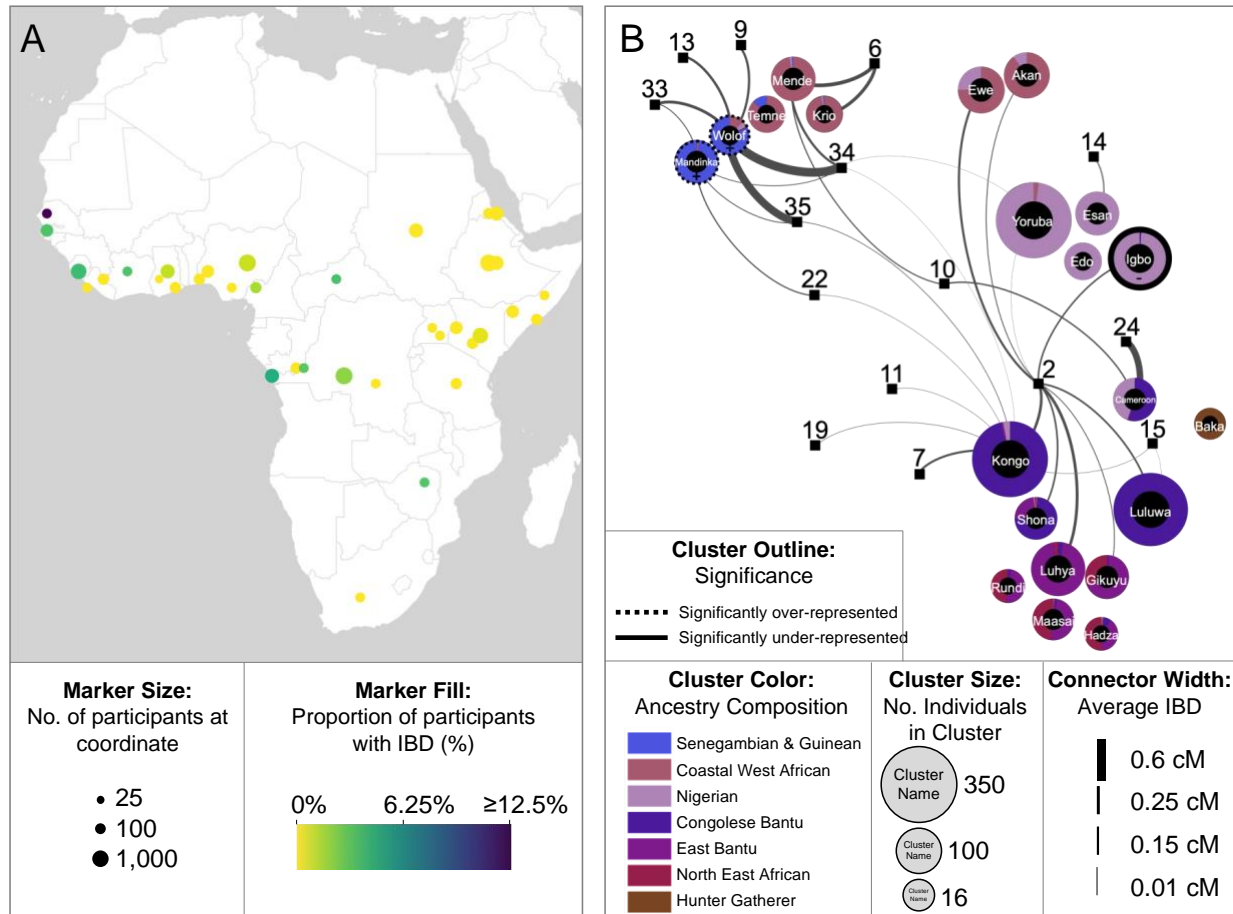 A
B
13
9
6
33
34
35
22
10
14
24
2
11
19
7
15
Mende
Temne
Krio
Wolof
+
Mandinka
+
Ewe
Akan
Yoruba
Esan
Edo
Igbo
-
Cameroon
Baka
Kongo
Shona
Luluwa
Luhya
Gikuyu
Rundi
Maasai
Hadza
Cluster Outline:
Significance
Significantly over-represented
Significantly under-represented
Marker Size:
No. of participants at
coordinate
25
100
1,000
Marker Fill:
Proportion of participants
with IBD (%)
0%
6.25%
≥12.5%
Cluster Color:
Ancestry Composition
Senegambian & Guinean
Coastal West African
Nigerian
Congolese Bantu
East Bantu
North East African
Hunter Gatherer
Cluster Size:
No. Individuals
in Cluster
Cluster
Name
350
Cluster
Name
100
Cluster
Name
16
Connector Width:
Average IBD
0.6 cM
0.25 cM
0.15 cM
0.01 cM